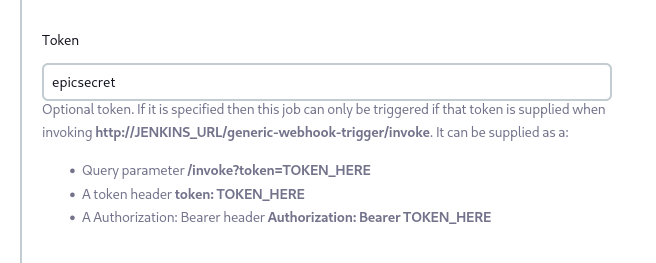 Token
epicsecret
Optional token. If it is specified then this job can only be triggered if that token is supplied when
invoking http://JENKINS_URL/generic-webhook-trigger/invoke. It can be supplied as a:
• Query parameter /invoke?token=TOKEN_HERE
• A token header token: TOKEN_HERE
• A Authorization: Bearer header Authorization: Bearer TOKEN_HERE